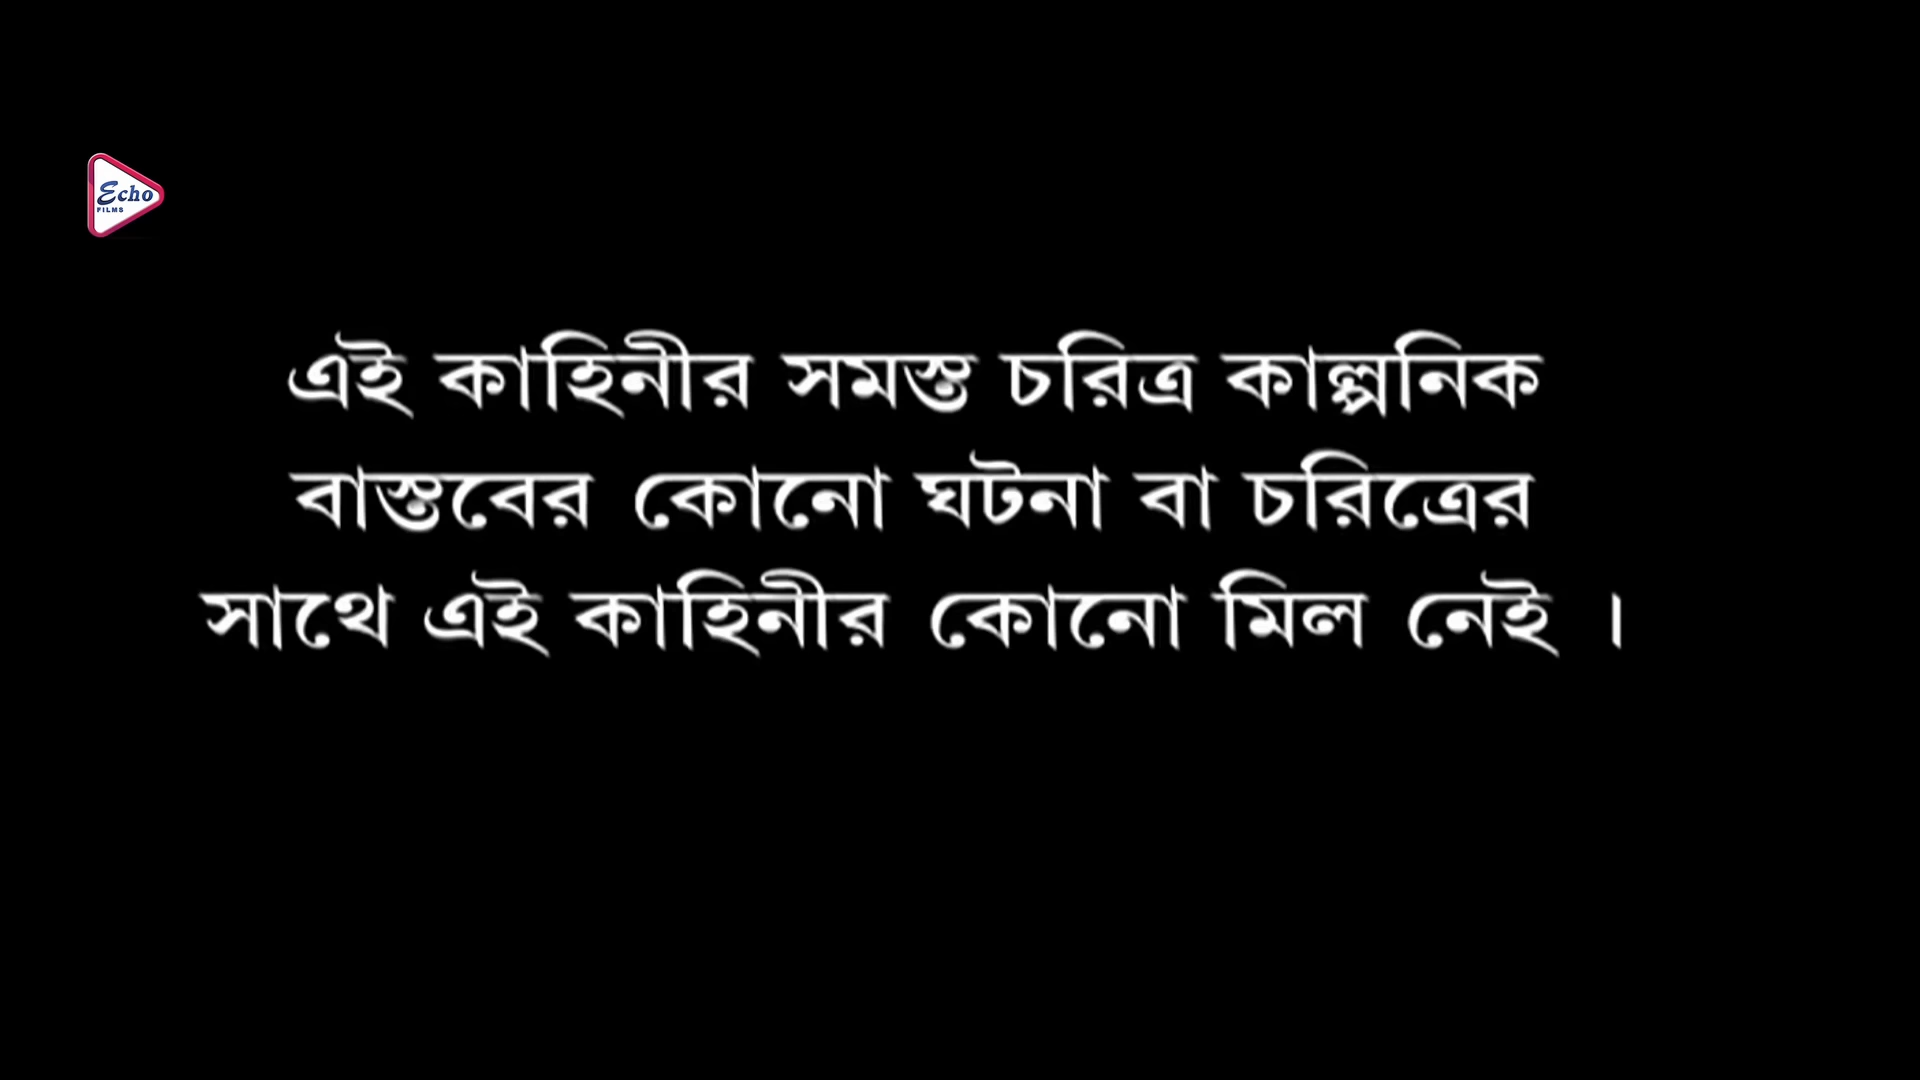 Echo
FILMS
এই কাহিনীর সমস্ত চরিত্র কাল্পনিক
বাস্তবের কোনো ঘটনা বা চরিত্রের
সাথে এই কাহিনীর কোনো মিল নেই ।